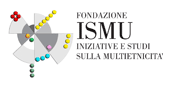 FONDAZIONE
ISMU
INIZIATIVE E STUDI
SULLA MULTIETNICITA'